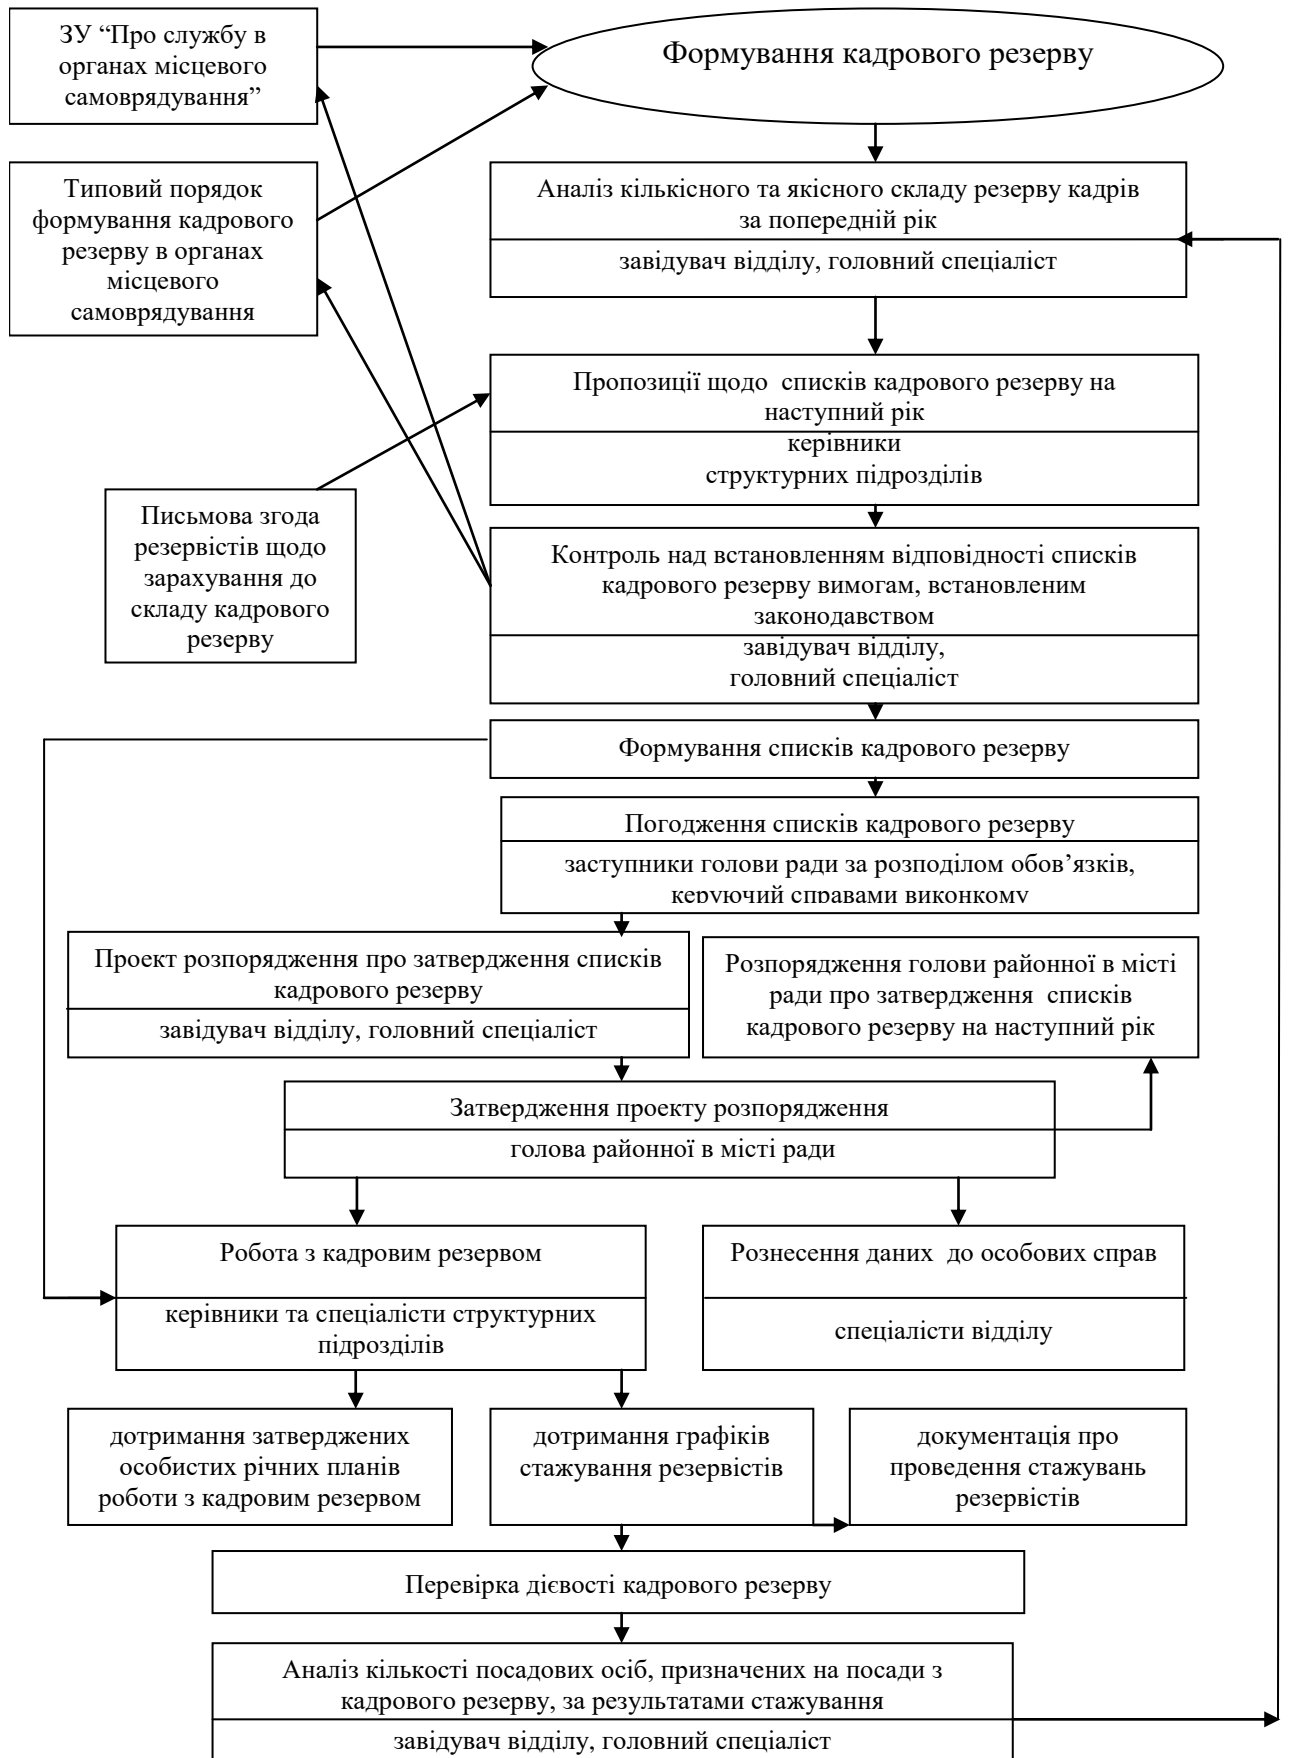 ЗУ “Про службу в
органах місцевого
самоврядування”
Формування кадрового резерву
Типовий порядок
формування кадрового
резерву в органах
місцевого
самоврядування
Аналіз кількісного та якісного складу резерву кадрів
за попередній рік
завідувач відділу, головний спеціаліст
Пропозиції щодо списків кадрового резерву на
наступний рік
керівники
структурних підрозділів
Письмова згода
резервістів щодо
зарахування до
складу кадрового
резерву
Контроль над встановленням відповідності списків
кадрового резерву вимогам, встановленим
законодавством
завідувач відділу,
головний спеціаліст
Формування списків кадрового резерву
Погодження списків кадрового резерву
заступники голови ради за розподілом обов’язків,
керуючий справами виконкому
Проект розпорядження про затвердження списків
кадрового резерву
завідувач відділу, головний спеціаліст
Розпорядження голови районної в місті
ради про затвердження списків
кадрового резерву на наступний рік
Затвердження проекту розпорядження
голова районної в місті ради
Робота з кадровим резервом
керівники та спеціалісти структурних
підрозділів
Рознесення даних до особових справ
спеціалісти відділу
дотримання затверджених
особистих річних планів
роботи з кадровим резервом
дотримання графіків
стажування резервістів
документація про
проведення стажувань
резервістів
Перевірка дієвості кадрового резерву
Аналіз кількості посадових осіб, призначених на посади з
кадрового резерву, за результатами стажування
завідувач відділу, головний спеціаліст